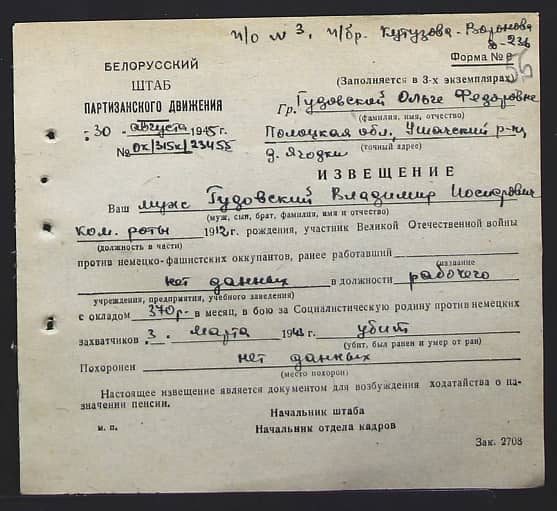 п/о № 3, п/бр. Кутузова-Воронова
Форма № 8
БЕЛОРУССКИЙ
ШТАБ
ПАРТИЗАНСКОГО ДВИЖЕНИЯ
(Заполняется в 3-х экземплярах)
Гр. Гудовской Ольге Федоровне
(фамилия, имя, отчество)
"30" августа 1945 г.
№ ок/315к/23455
Полоцкая обл, Ушачский р-н,
д. Ягодки
(точный адрес)
ИЗВЕЩЕНИЕ
Ваш муж Гудовский Владимир Иосифович
(муж, сын, брат, фамилия, имя и отчество)
ком. роты 1912 г. рождения, участник Великой Отечественной войны
(должность в части)
против немецко-фашистских оккупантов, ранее работавший
название
нет данных в должности рабочего
учреждения, предприятия, учебного заведения)
с окладом 370 р- в месяц, в бою за Социалистическую родину против немецких
захватчиков 3. марта 1943 г. убит
(убит, был ранен и умер от ран)
Похоронен нет данных
(место похорон)
Настоящее извещение является документом для возбуждения ходатайства о на-
значении пенсии.
Начальник штаба
м. п. Начальник отдела кадров
Зак. 2708